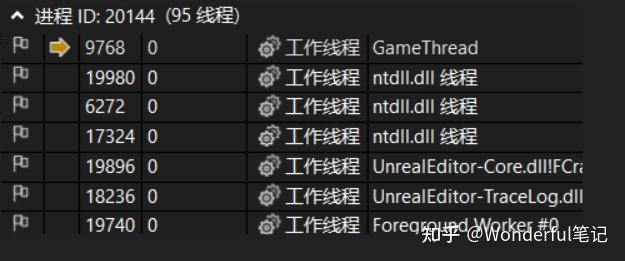 进程 ID: 20144 (95 线程)
9768 0 工作线程 GameThread
19980 0 工作线程 ntdll.dll 线程
6272 0 工作线程 ntdll.dll 线程
17324 0 工作线程 ntdll.dll 线程
19896 0 工作线程 UnrealEditor-Core.dll!FCra
18236 0 工作线程 UnrealEditor-TraceLog.dll
19740 0 工作线程 Foreground Worker #0
知乎 @Wonderful笔记